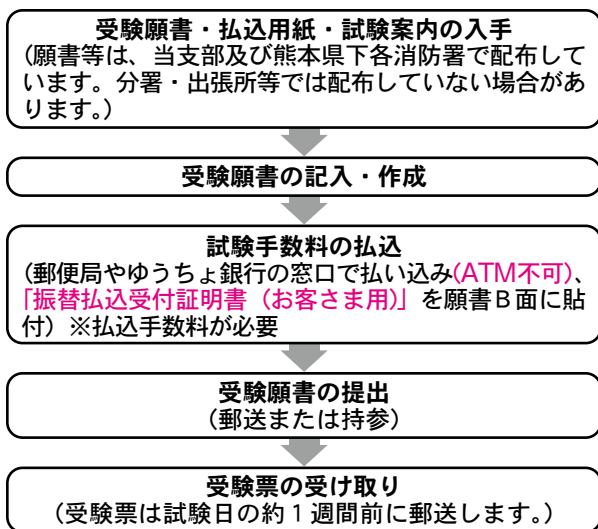 受験願書・払込用紙・試験案内の入手
(願書等は、当支部及び熊本県下各消防署で配布して
います。分署・出張所等では配布していない場合があ
ります。)
受験願書の記入・作成
試験手数料の払込
(郵便局やゆうちょ銀行の窓口で払い込み(ATM不可)、
「振替払込受付証明書（お客さま用)」を願書B面に貼
付）※払込手数料が必要
受験願書の提出
(郵送または持参)
受験票の受け取り
(受験票は試験日の約１週間前に郵送します。)